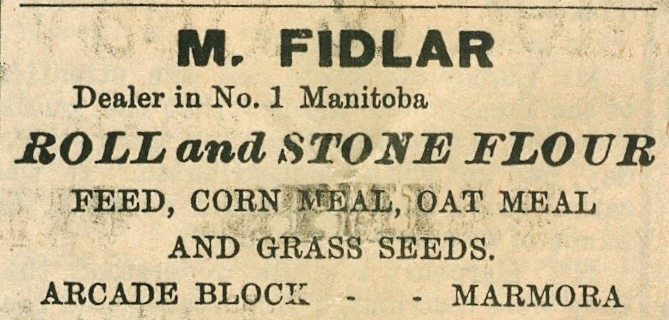 M. FIDLAR
Dealer in No. 1 Manitoba
ROLL and STONE FLOUR
FEED, CORN MEAL, OAT MEAL
AND GRASS SEEDS.
ARCADE BLOCK - - MARMORA